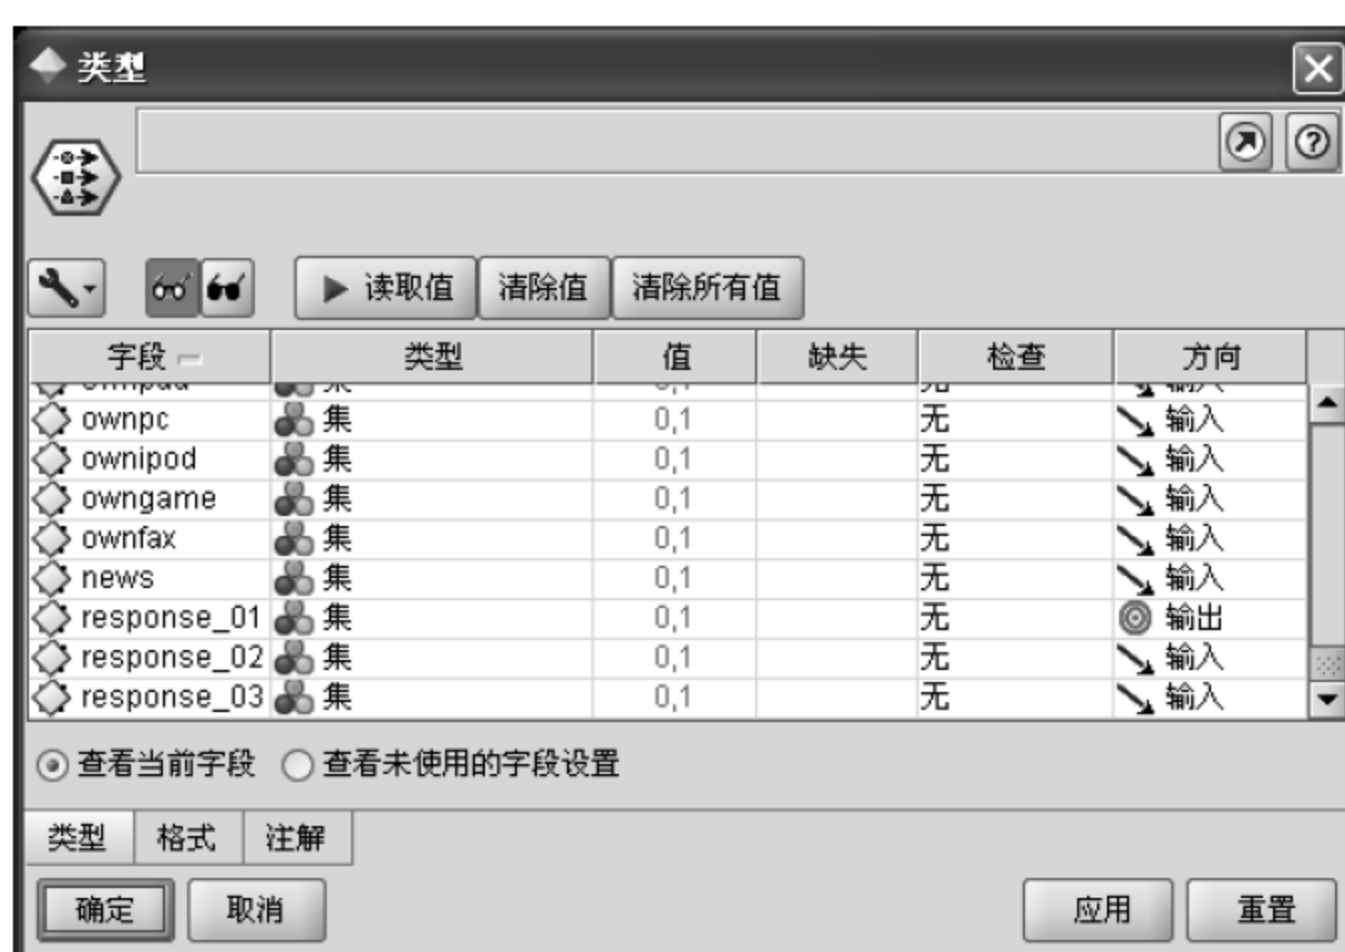 类型
读取值 清除值 清除所有值
字段 类型 值 缺失 检查 方向
ownpc 集 0,1 无 输入
ownipod 集 0,1 无 输入
owngame 集 0,1 无 输入
ownfax 集 0,1 无 输入
news 集 0,1 无 输入
response_01 集 0,1 无 输出
response_02 集 0,1 无 输入
response_03 集 0,1 无 输入
查看当前字段 查看未使用的字段设置
类型 格式 注解
确定 取消 应用 重置